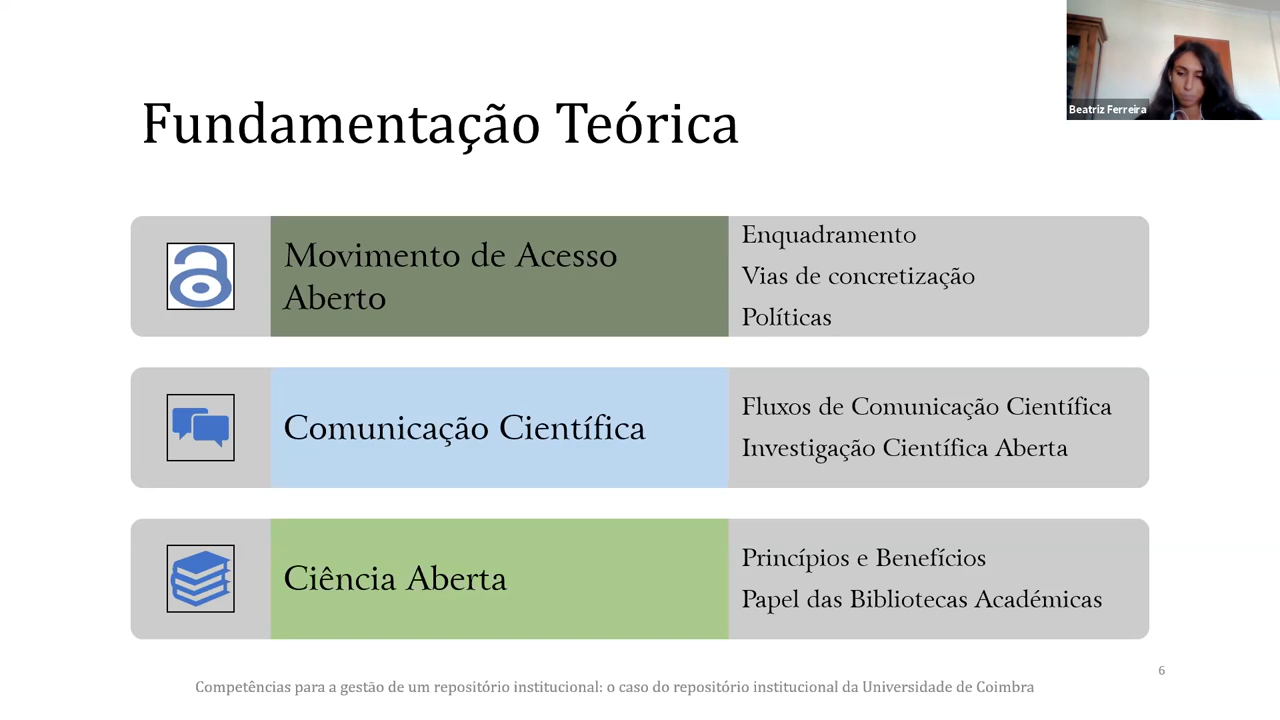 Beatriz Ferreira
Fundamentação Teórica
Movimento de Acesso
Aberto
Enquadramento
Vias de concretização
Políticas
Comunicação Científica
Fluxos de Comunicação Científica
Investigação Científica Aberta
Ciência Aberta
Princípios e Benefícios
Papel das Bibliotecas Académicas
6
Competências para a gestão de um repositório institucional: o caso do repositório institucional da Universidade de Coimbra